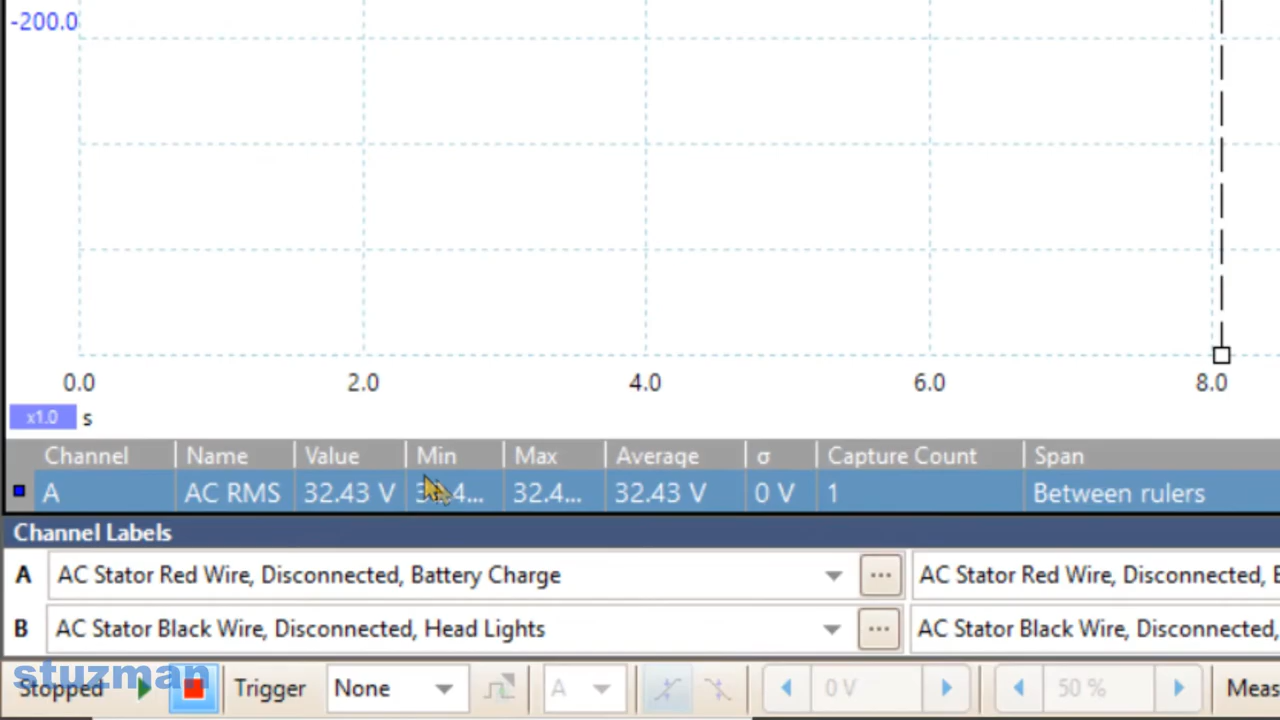 -200.0
0.0 2.0 4.0 6.0 8.0
x1.0 s
Channel Name Value Min Max Average σ Capture Count Span
A AC RMS 32.43 V 32.4... 32.43 V 0 V 1 Between rulers
Channel Labels
A AC Stator Red Wire, Disconnected, Battery Charge ... AC Stator Red Wire, Disconnected,
B AC Stator Black Wire, Disconnected, Head Lights ... AC Stator Black Wire, Disconnected,
stuzman
Stopped Trigger None A 0 V 50 % Meas